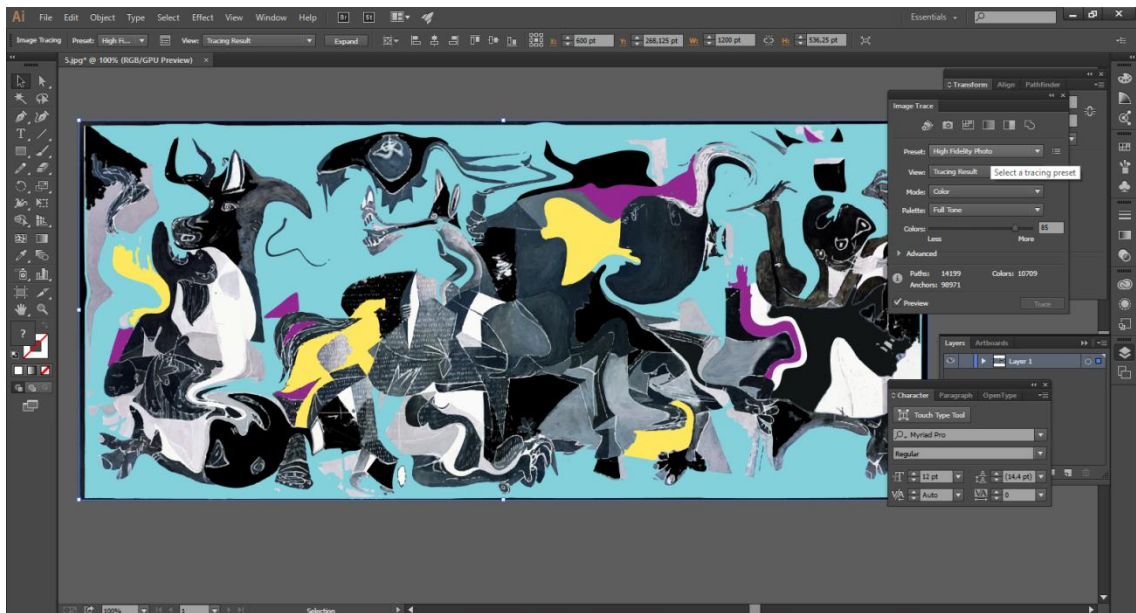 Ai File Edit Object Type Select Effect View Window Help Br St Essentials
Image Tracing Preset: High Fi... View: Tracing Result Expand X: 600 pt Y: 268,125 pt W: 1200 pt H: 536,25 pt
5.jpg* @ 100% (RGB/GPU Preview) ×
Transform Align Pathfinder
Image Trace
Preset: High Fidelity Photo
View: Tracing Result
Select a tracing preset
Mode: Color
Palette: Full Tone
Colors: 85
Less More
Advanced
Paths: 14199 Colors: 10709
Anchors: 98971
Preview Trace
Layers Artboards
Layer 1
Character Paragraph OpenType
Touch Type Tool
Myriad Pro
Regular
12 pt (14,4 pt)
Auto 0
100% 1 Selection